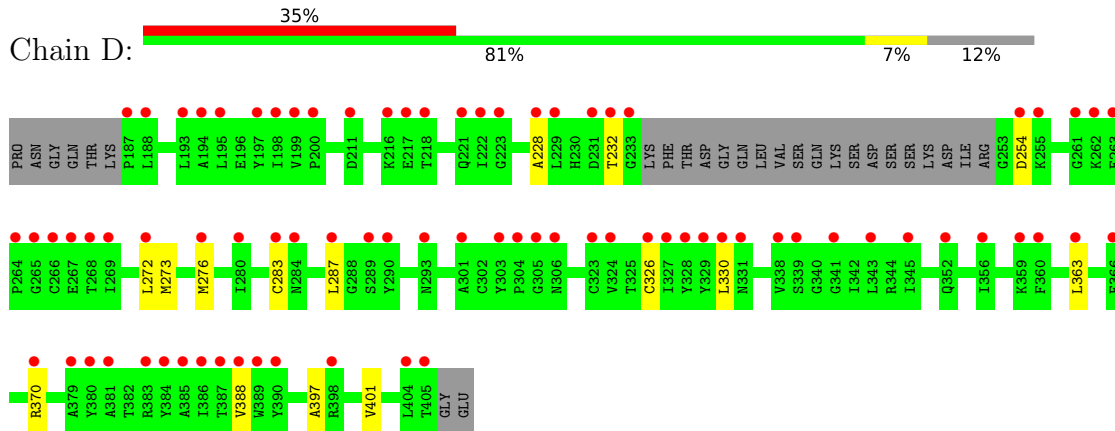 35%
Chain D:
81% 7% 12%
PRO ASN GLY GLN THR LYS P187 L188 L193 A194 L195 E196 Y197 I198 V199 P200 D211 K216 E217 T218 Q221 I222 G223 A228 L229 H230 D231 T232 G233 LYS PHE THR ASP GLY GLN LEU VAL SER GLN LYS SER ASP SER SER LYS ASP ILE ARG G253 D254 K255 G261 K262 E263
P264 G265 C266 E267 T268 I269 L272 M273 M276 I280 C283 N284 L287 G288 S289 Y290 N293 A301 C302 Y303 P304 G305 N306 C323 V324 T325 C326 I327 Y328 Y329 L330 N331 V338 S339 G340 G341 I342 L343 R344 I345 Q352 I356 K359 F360 L363 E366
R370 A379 Y380 A381 T382 R383 Y384 A385 I386 T387 V388 W389 Y390 A397 R398 V401 L404 T405 GLY GLU